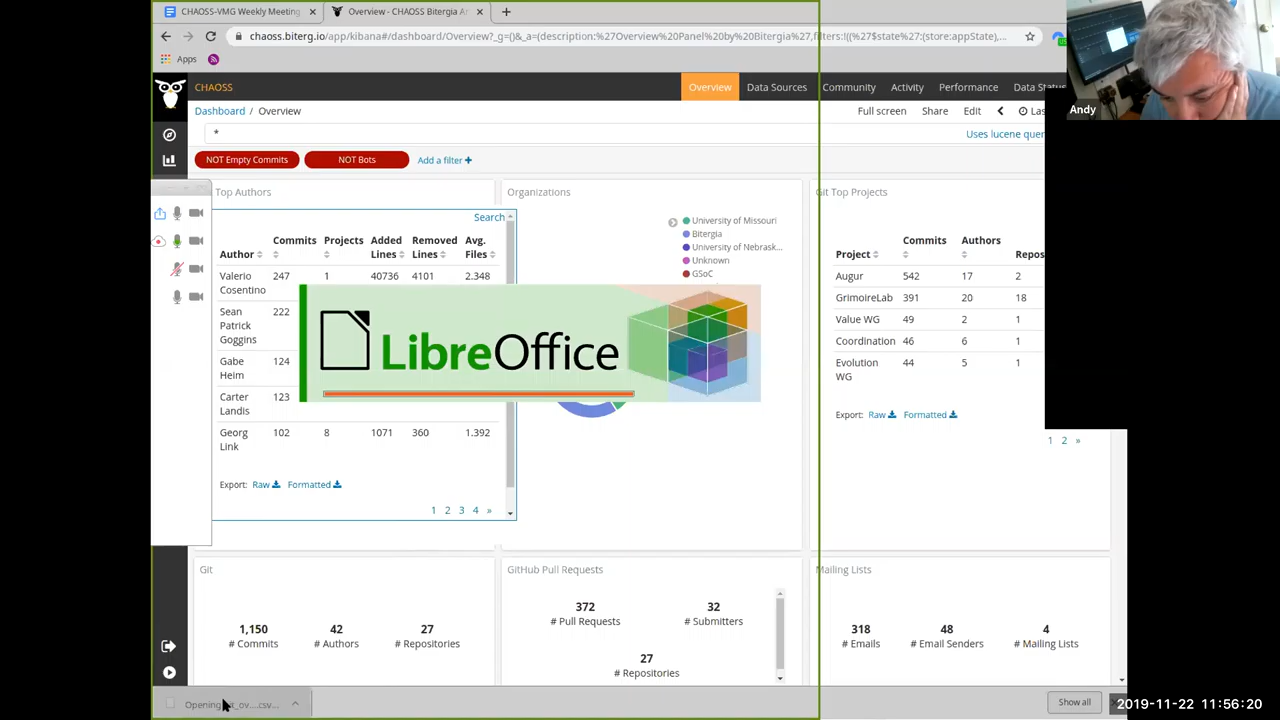 CHAOSS-VMG Weekly Meeting
Overview - CHAOSS Bitergia An
chaoss.biterg.io/app/kibana#/dashboard/Overview?_g=()&_a=(description:%27Overview%20Panel%20by%20Bitergia%27,filters:!((%27$state%27:(store:appState),...
Apps
Andy
CHAOSS
Overview Data Sources Community Activity Performance Data Status
Dashboard / Overview
Full screen Share Edit
*
Uses lucene
NOT Empty Commits NOT Bots Add a filter +
Top Authors
Search
Author Commits Projects Added Lines Removed Lines Avg. Files
Valerio Cosentino 247 1 40736 4101 2.348
Sean Patrick Goggins 222
Gabe Heim 124
Carter Landis 123
Georg Link 102 8 1071 360 1.392
Export: Raw Formatted
1 2 3 4 »
Organizations
University of Missouri
Bitergia
University of Nebrask...
Unknown
GSoC
LibreOffice
Git Top Projects
Project Commits Authors Repos
Augur 542 17 2
GrimoireLab 391 20 18
Value WG 49 2 1
Coordination 46 6 1
Evolution WG 44 5 1
Export: Raw Formatted
1 2 »
Git
1,150 42 27
# Commits # Authors # Repositories
GitHub Pull Requests
372 32
# Pull Requests # Submitters
27
# Repositories
Mailing Lists
318 48 4
# Emails # Email Senders # Mailing Lists
Opening
Show all
2019-11-22 11:56:20